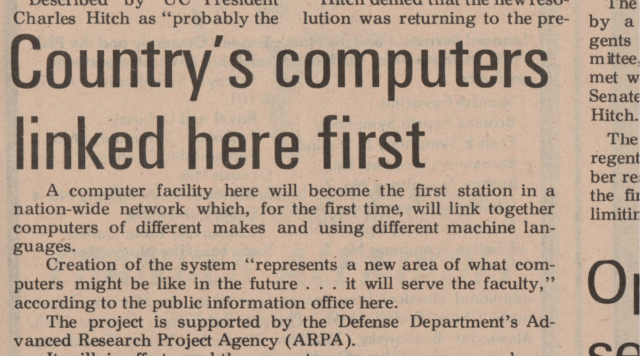 Described by UC President
Charles Hitch as "probably the
Hitch denied that the new reso-
lution was returning to the pre-
Country's computers
linked here first
A computer facility here will become the first station in a
nation-wide network which, for the first time, will link together
computers of different makes and using different machine lan-
guages.
Creation of the system "represents a new area of what com-
puters might be like in future . . . it will serve the faculty,"
according to the public information office here.
The project is supported by the Defense Department's Ad-
vanced Research Project Agency (ARPA).
The
by a
gents
mittee,
met w
Senate
Hitch.
The
regent
ber re
the fi
limitin